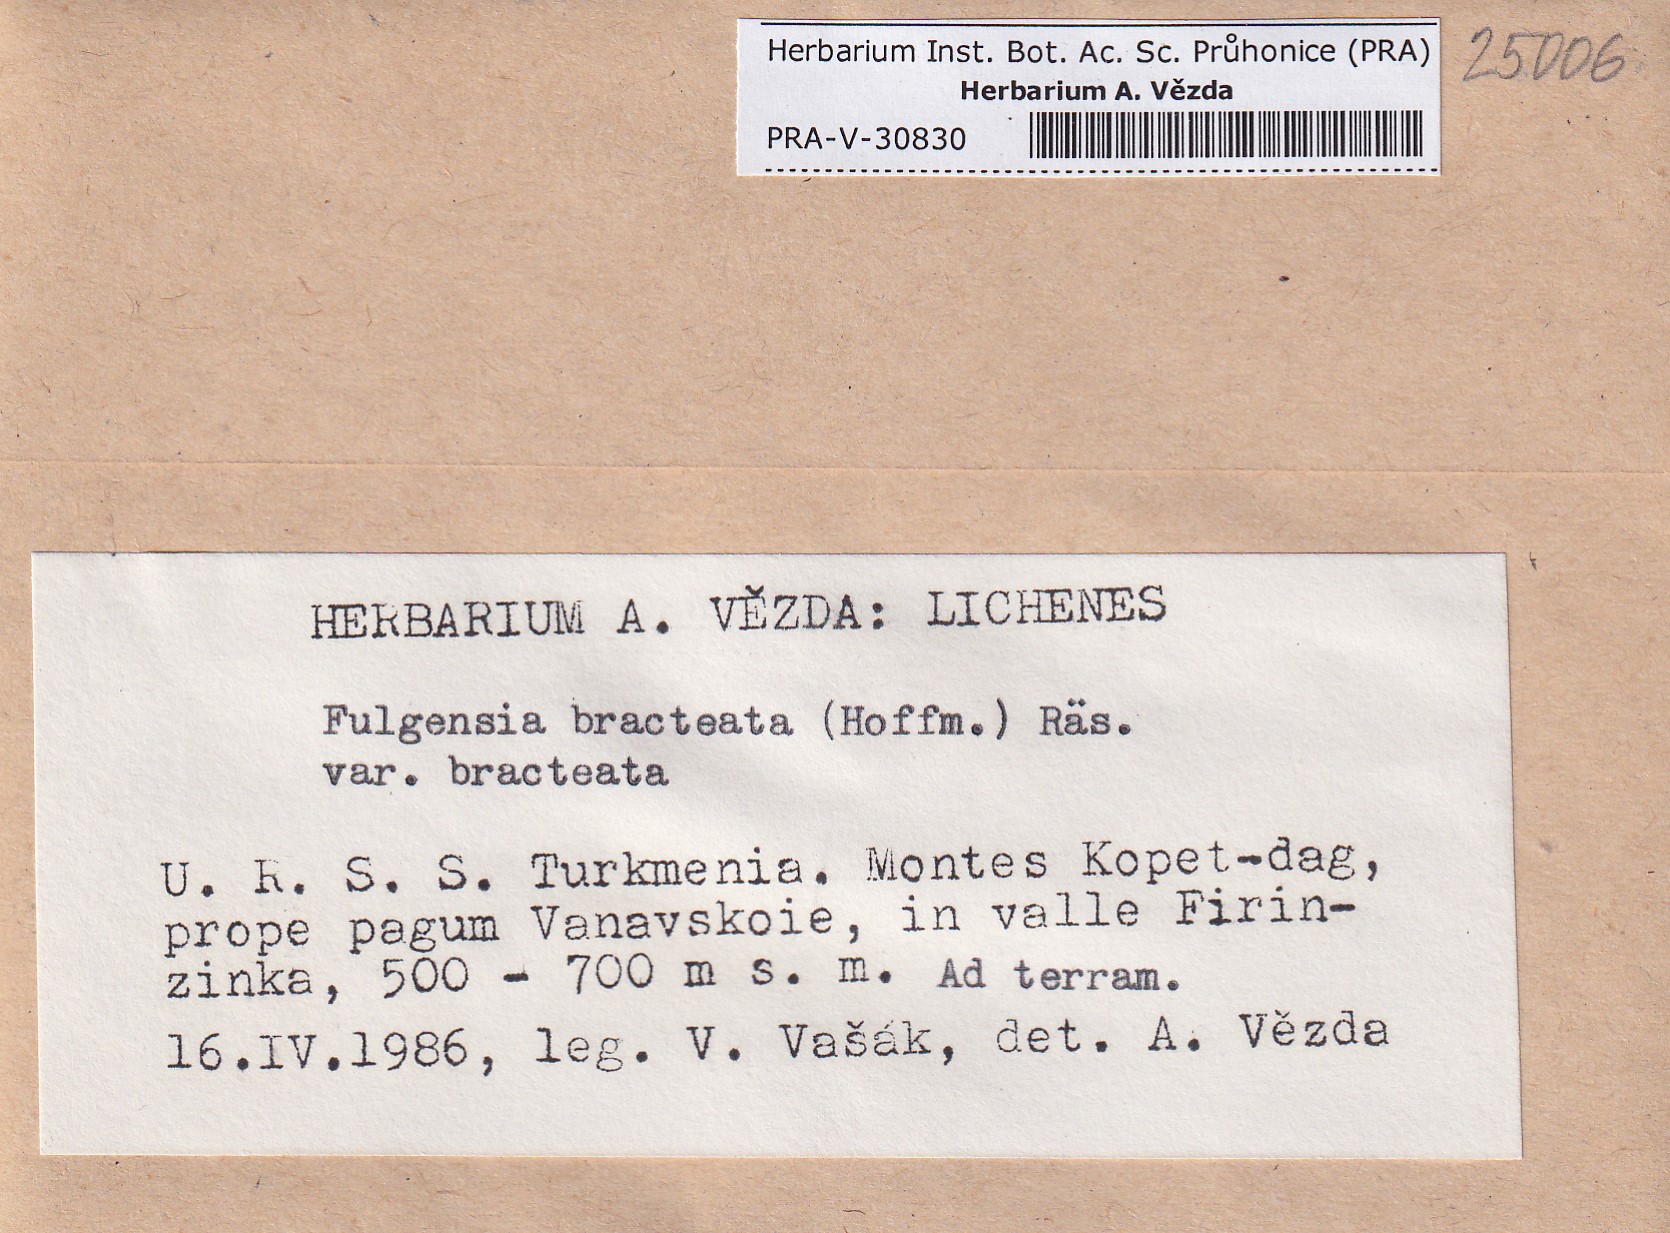 Herbarium Inst. Bot. Ac. Sc. Průhonice (PRA)
Herbarium A. Vězda
PRA-V-30830
25006
HERBARIUM A. VĚZDA: LICHENES
Fulgensia bracteata (Hoffm.) Räs.
var. bracteata
U. R. S. S. Turkmenia. Montes Kopet-dag,
prope pagum Vanavskoie, in valle Firin-
zinka, 500 - 700 m s. m. Ad terram.
16.IV.1986, leg. V. Vašák, det. A. Vězda